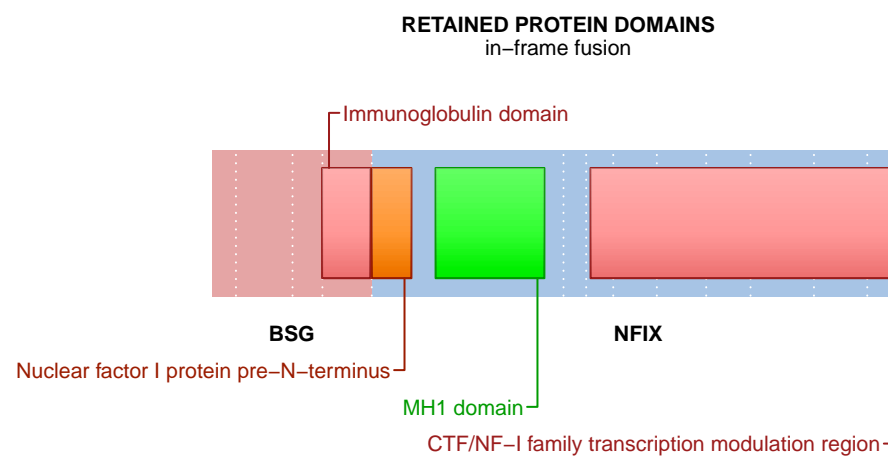 RETAINED PROTEIN DOMAINS
in−frame fusion
Immunoglobulin domain
BSG
NFIX
Nuclear factor I protein pre−N−terminus
MH1 domain
CTF/NF−I family transcription modulation region